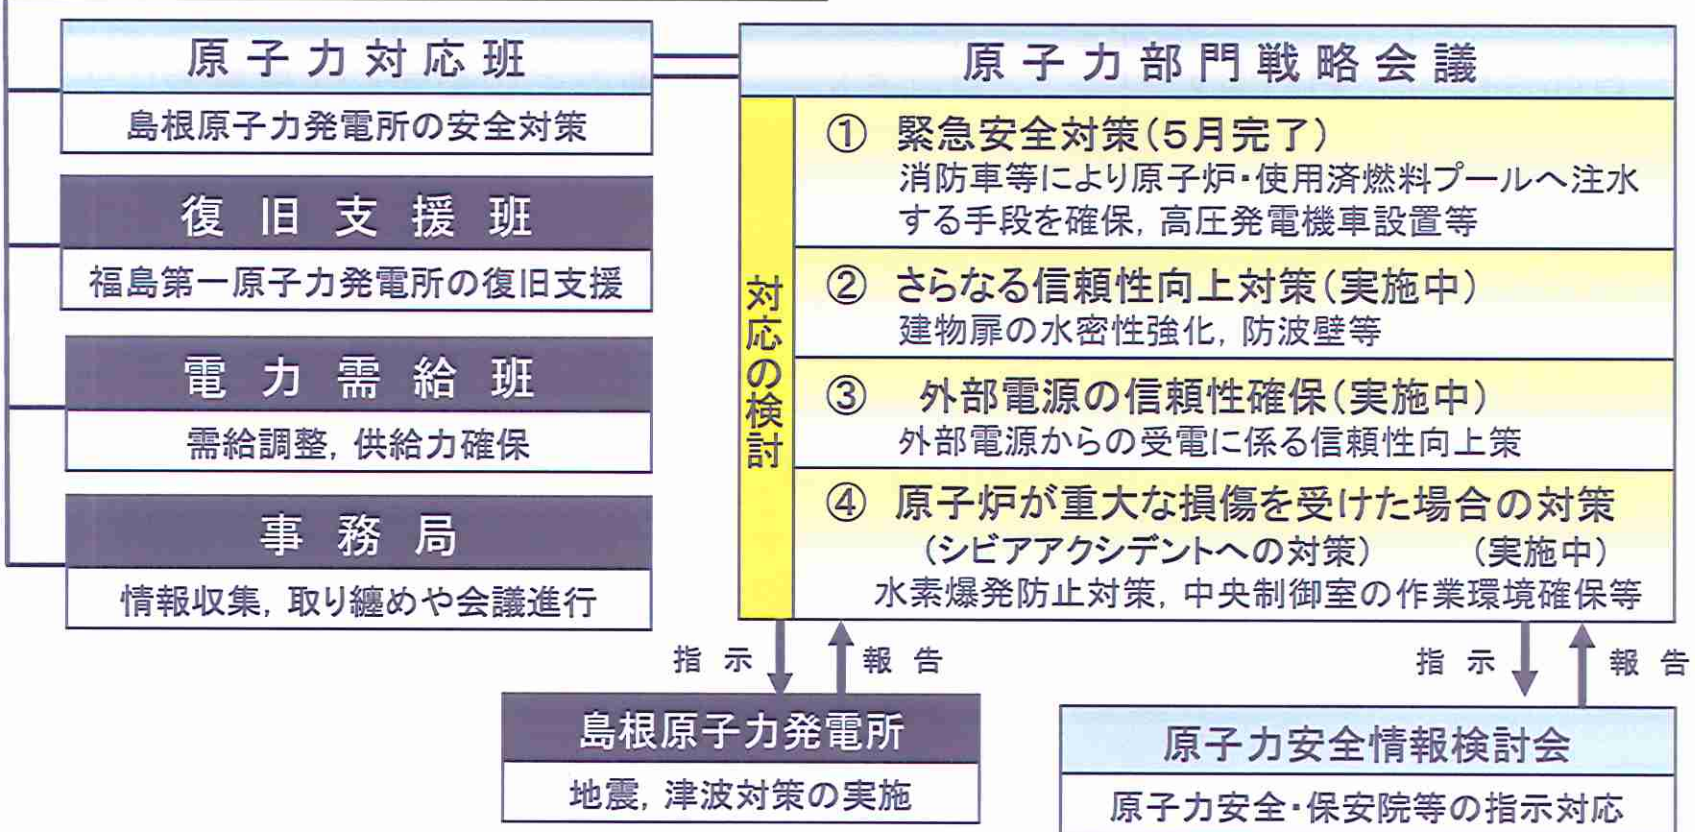 原子力対応班
島根原子力発電所の安全対策
復旧支援班
福島第一原子力発電所の復旧支援
電力需給班
需給調整, 供給力確保
事務局
情報収集, 取り纏めや会議進行
原子力部門戦略会議
対応の検討
① 緊急安全対策(5月完了)
消防車等により原子炉・使用済燃料プールへ注水
する手段を確保, 高圧発電機車設置等
② さらなる信頼性向上対策(実施中)
建物扉の水密性強化, 防波壁等
③ 外部電源の信頼性確保(実施中)
外部電源からの受電に係る信頼性向上策
④ 原子炉が重大な損傷を受けた場合の対策
(シビアアクシデントへの対策) (実施中)
水素爆発防止対策, 中央制御室の作業環境確保等
指示 報告
指示 報告
島根原子力発電所
地震, 津波対策の実施
原子力安全情報検討会
原子力安全・保安院等の指示対応